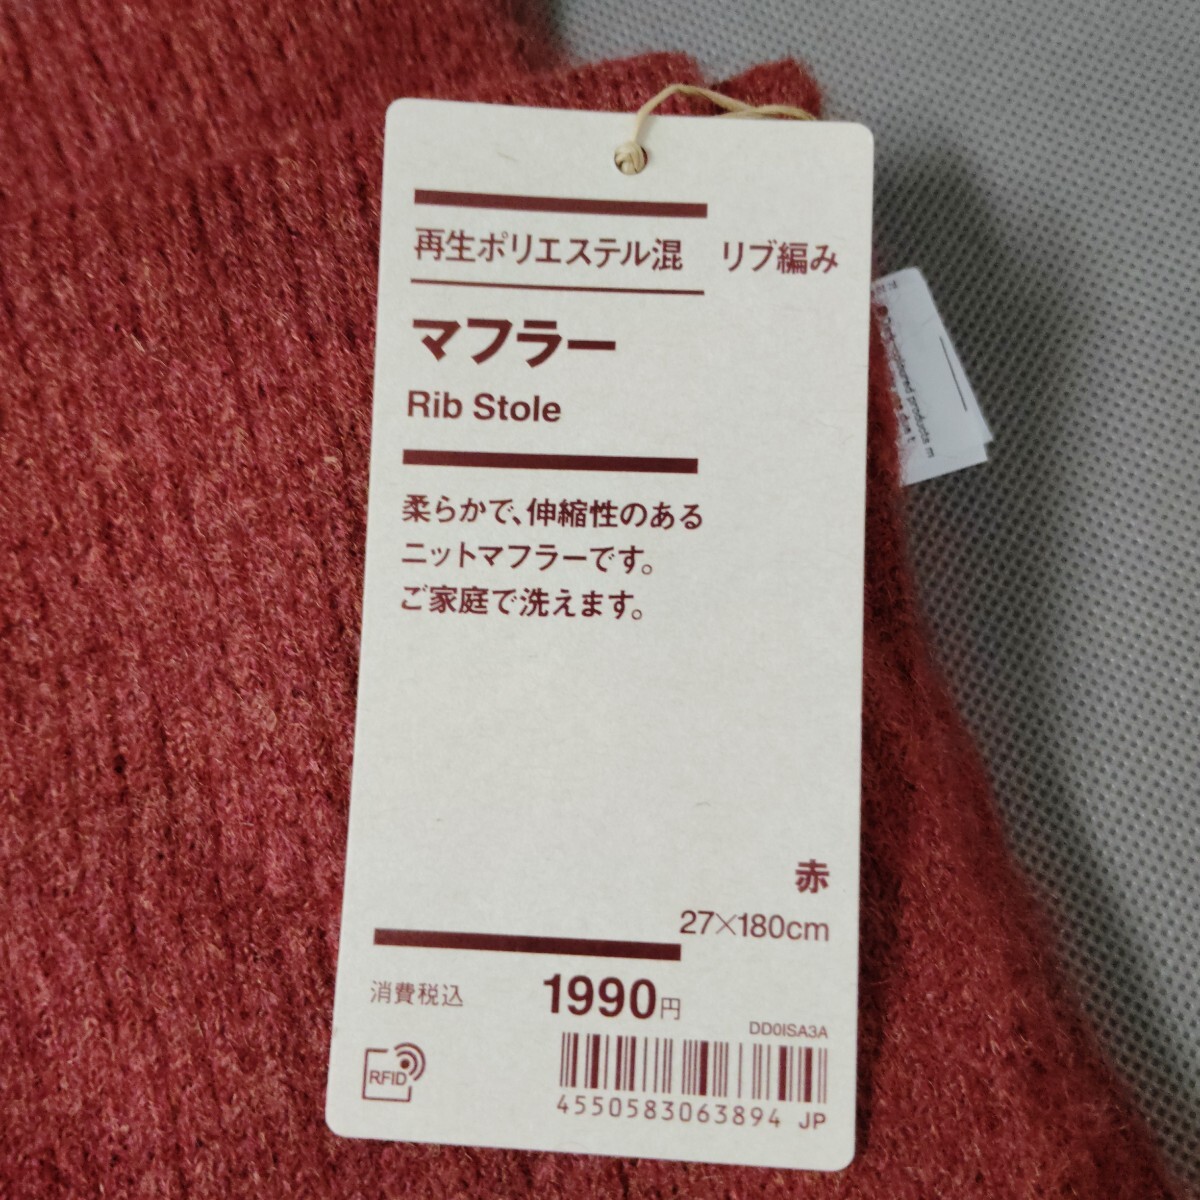 再生ポリエステル混 リブ編み
マフラー
Rib Stole
柔らかで、伸縮性のある
ニットマフラーです。
ご家庭で洗えます。
赤
27×180cm
消費税込 1990円
DD0ISA3A
RFID
4550583063894 JP
products m